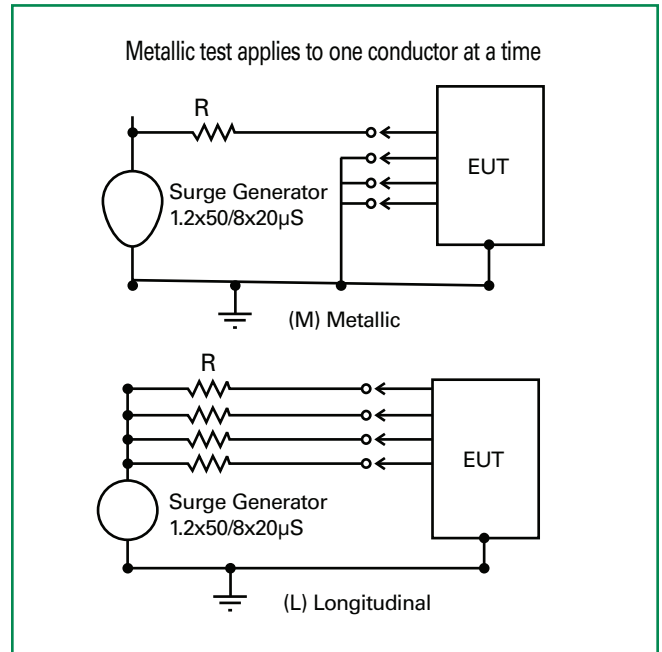 Metallic test applies to one conductor at a time
R
EUT
Surge Generator
1.2x50/8x20µS
(M) Metallic
R
EUT
Surge Generator
1.2x50/8x20µS
(L) Longitudinal